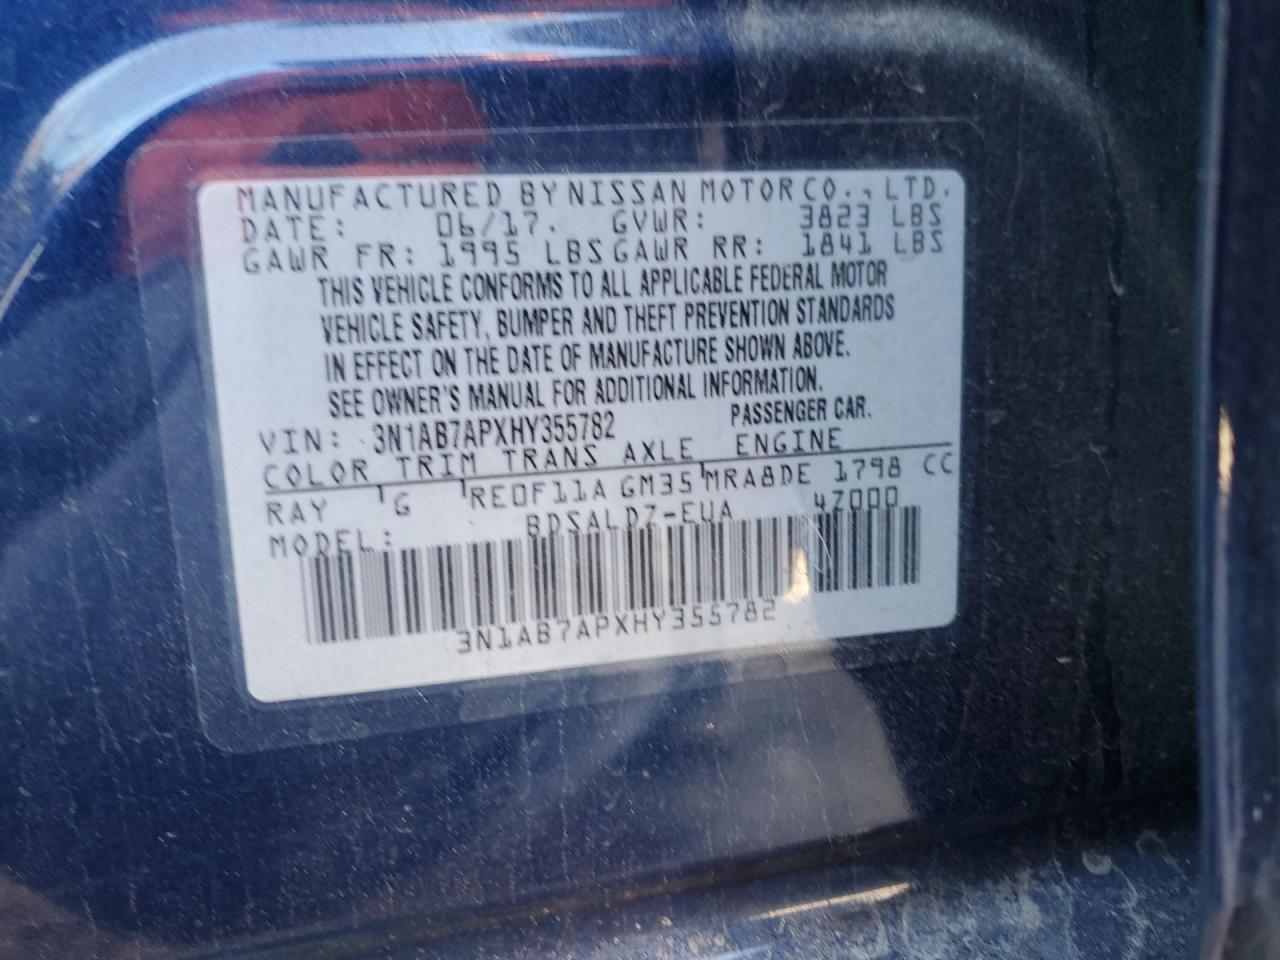 MANUFACTURED BY NISSAN MOTOR CO., LTD.
DATE: 06/17. GVWR: 3823 LBS
GAWR FR: 1995 LBS GAWR RR: 1841 LBS
THIS VEHICLE CONFORMS TO ALL APPLICABLE FEDERAL MOTOR
VEHICLE SAFETY, BUMPER AND THEFT PREVENTION STANDARDS
IN EFFECT ON THE DATE OF MANUFACTURE SHOWN ABOVE.
SEE OWNER'S MANUAL FOR ADDITIONAL INFORMATION.
VIN: 3N1AB7APXHY355782 PASSENGER CAR.
COLOR TRIM TRANS AXLE ENGINE
RAY G RE0F11A GM35 MRA8DE 1798 CC
MODEL: BDSALDZ-EUA 4Z000
3N1AB7APXHY355782